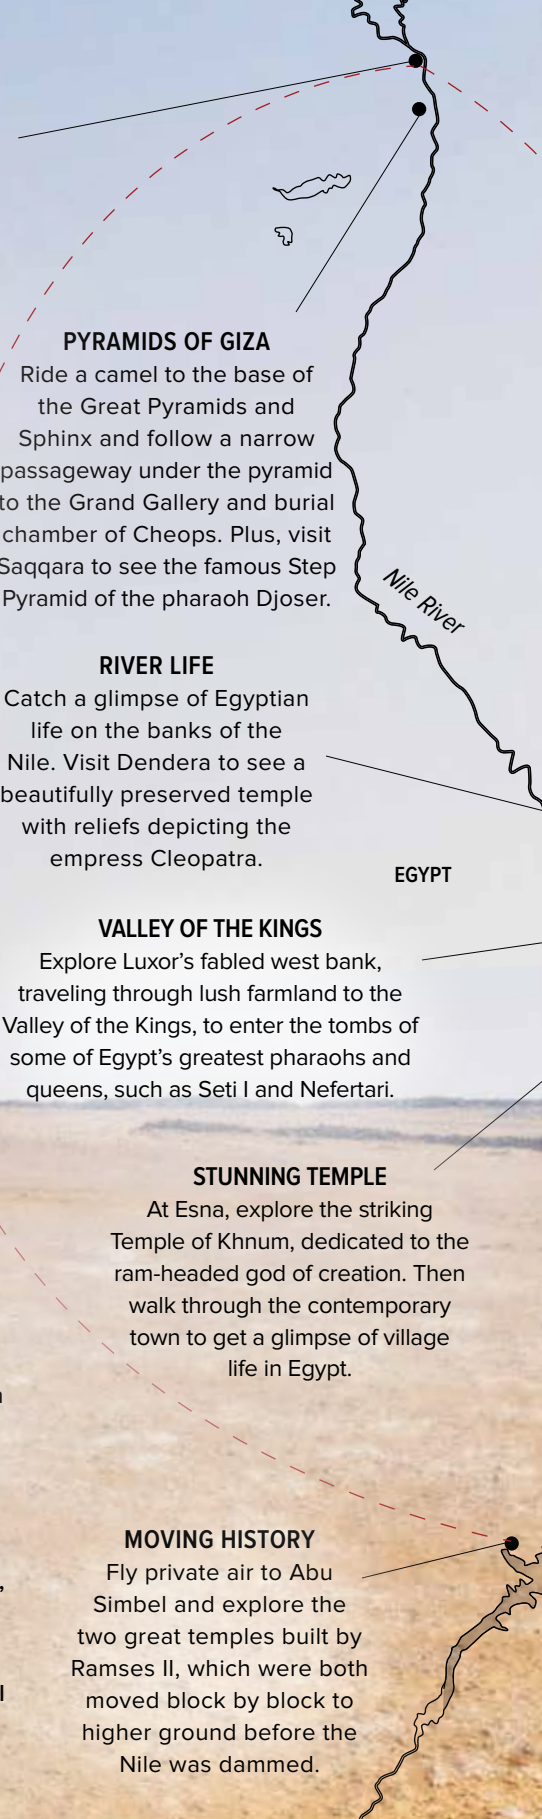 PYRAMIDS OF GIZA
Ride a camel to the base of
the Great Pyramids and
Sphinx and follow a narrow
passageway under the pyramid
to the Grand Gallery and burial
chamber of Cheops. Plus, visit
Saqqara to see the famous Step
Pyramid of the pharaoh Djoser.
Nile River
RIVER LIFE
Catch a glimpse of Egyptian
life on the banks of the
Nile. Visit Dendera to see a
beautifully preserved temple
with reliefs depicting the
empress Cleopatra.
EGYPT
VALLEY OF THE KINGS
Explore Luxor’s fabled west bank,
traveling through lush farmland to the
Valley of the Kings, to enter the tombs of
some of Egypt’s greatest pharaohs and
queens, such as Seti I and Nefertari.
STUNNING TEMPLE
At Esna, explore the striking
Temple of Khnum, dedicated to the
ram-headed god of creation. Then
walk through the contemporary
town to get a glimpse of village
life in Egypt.
MOVING HISTORY
Fly private air to Abu
Simbel and explore the
two great temples built by
Ramses II, which were both
moved block by block to
higher ground before the
Nile was dammed.